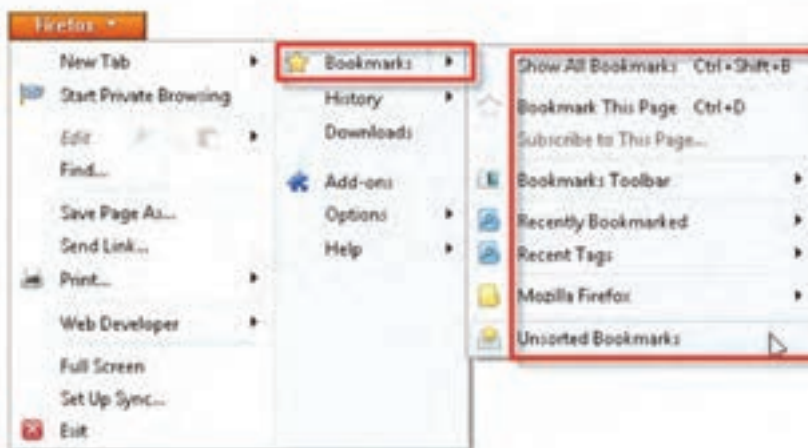 Firefox
New Tab
Start Private Browsing
Edit
Find...
Save Page As...
Send Link...
Print...
Web Developer
Full Screen
Set Up Sync...
Exit
Bookmarks
History
Downloads
Add-ons
Options
Help
Show All Bookmarks Ctrl+Shift+B
Bookmark This Page Ctrl+D
Subscribe to This Page...
Bookmarks Toolbar
Recently Bookmarked
Recent Tags
Mozilla Firefox
Unsorted Bookmarks